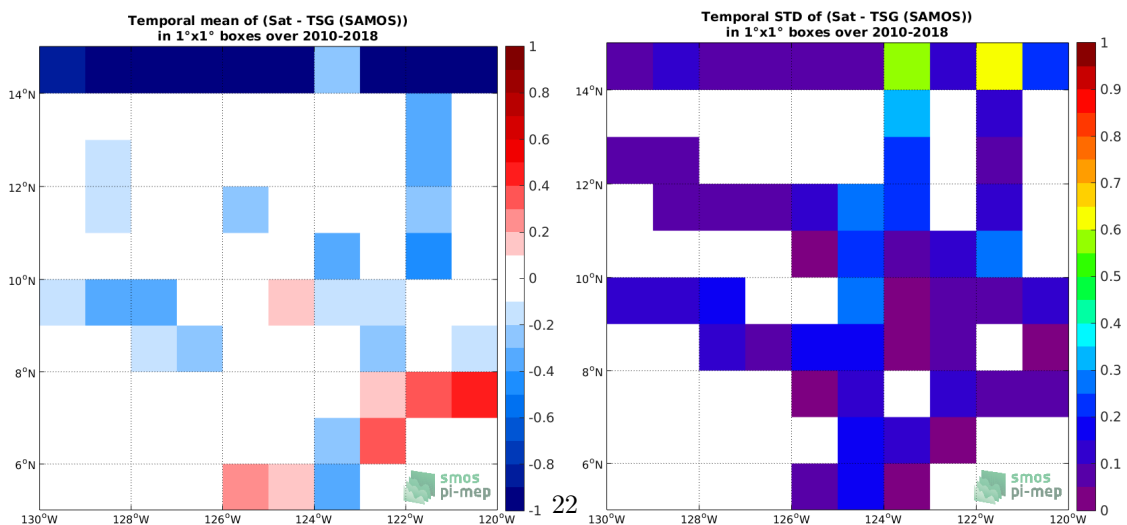 Temporal mean of (Sat - TSG (SAMOS))
in 1°x1° boxes over 2010-2018
1
0.8
0.6
0.4
0.2
0
-0.2
-0.4
-0.6
-0.8
-1
14°N
12°N
10°N
8°N
6°N
130°W
128°W
126°W
124°W
122°W
120°W
smos
pi-mep
22
Temporal STD of (Sat - TSG (SAMOS))
in 1°x1° boxes over 2010-2018
1
0.9
0.8
0.7
0.6
0.5
0.4
0.3
0.2
0.1
0
14°N
12°N
10°N
8°N
6°N
130°W
128°W
126°W
124°W
122°W
120°W
smos
pi-mep